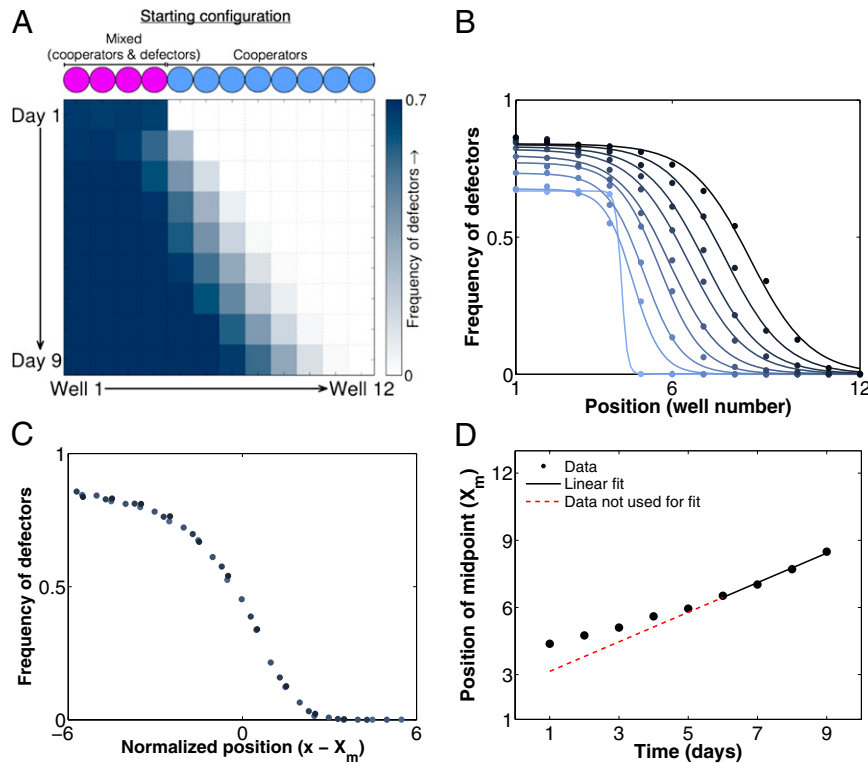 A
Starting configuration
Mixed
(cooperators & defectors)
Cooperators
Day 1
Day 9
Well 1
Well 12
0.7
Frequency of defectors →
0
B
Frequency of defectors
1
0.5
0
1
6
12
Position (well number)
C
Frequency of defectors
1
0.5
0
−6
0
6
Normalized position (x − Xm)
D
Position of midpoint (Xm)
Data
Linear fit
Data not used for fit
12
9
6
3
1
3
5
7
9
Time (days)